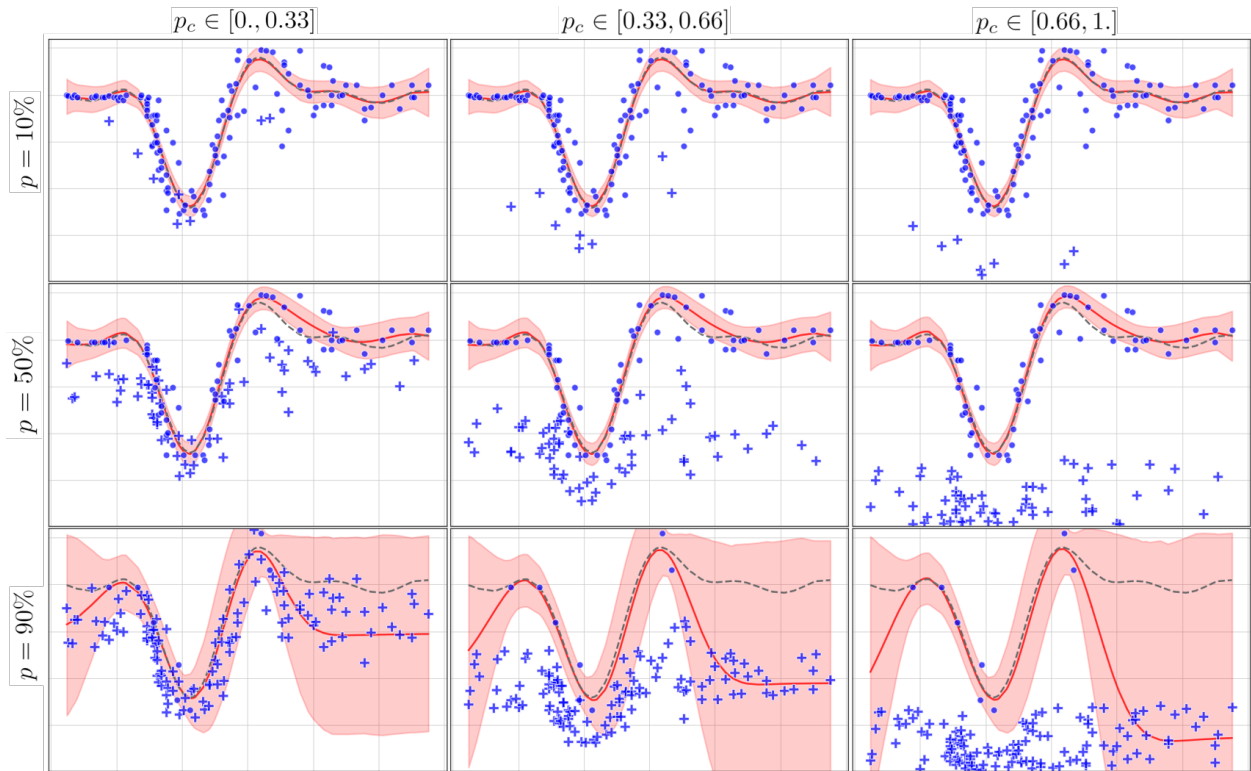 p_c ∈ [0., 0.33]
p_c ∈ [0.33, 0.66]
p_c ∈ [0.66, 1.]
p = 10%
p = 50%
p = 90%